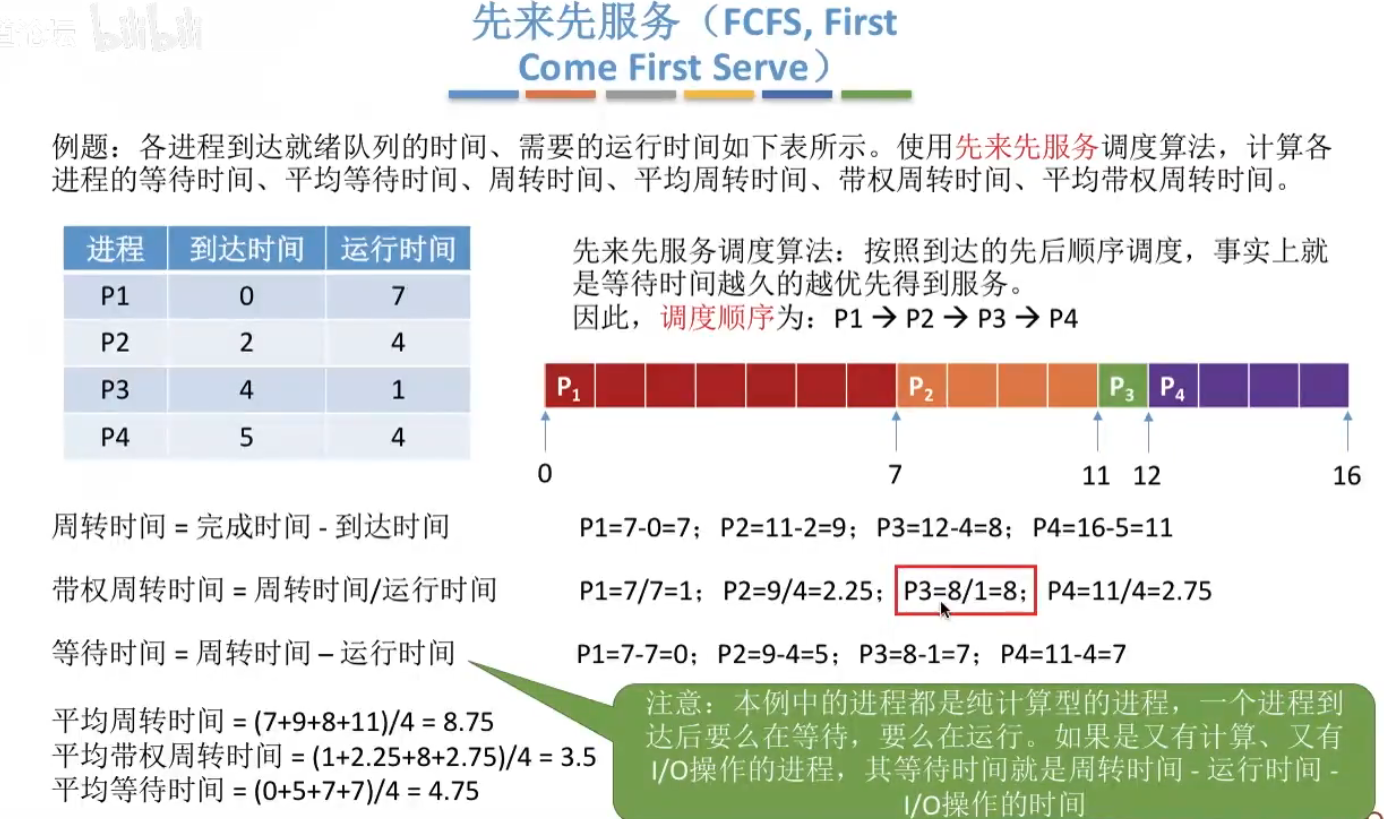 先来先服务（FCFS, First
Come First Serve）
例题：各进程到达就绪队列的时间、需要的运行时间如下表所示。使用先来先服务调度算法，计算各
进程的等待时间、平均等待时间、周转时间、平均周转时间、带权周转时间、平均带权周转时间。
进程 到达时间 运行时间
P1 0 7
P2 2 4
P3 4 1
P4 5 4
先来先服务调度算法：按照到达的先后顺序调度，事实上就
是等待时间越久的越优先得到服务。
因此，调度顺序为：P1 → P2 → P3 → P4
P1 P2 P3 P4
0 7 11 12 16
周转时间 = 完成时间 - 到达时间 P1=7-0=7；P2=11-2=9；P3=12-4=8；P4=16-5=11
带权周转时间 = 周转时间/运行时间 P1=7/7=1；P2=9/4=2.25；P3=8/1=8；P4=11/4=2.75
等待时间 = 周转时间 – 运行时间 P1=7-7=0；P2=9-4=5；P3=8-1=7；P4=11-4=7
平均周转时间 = (7+9+8+11)/4 = 8.75
平均带权周转时间 = (1+2.25+8+2.75)/4 = 3.5
平均等待时间 = (0+5+7+7)/4 = 4.75
注意：本例中的进程都是纯计算型的进程，一个进程到
达后要么在等待，要么在运行。如果是又有计算、又有
I/O操作的进程，其等待时间就是周转时间 - 运行时间 -
I/O操作的时间
bilibili